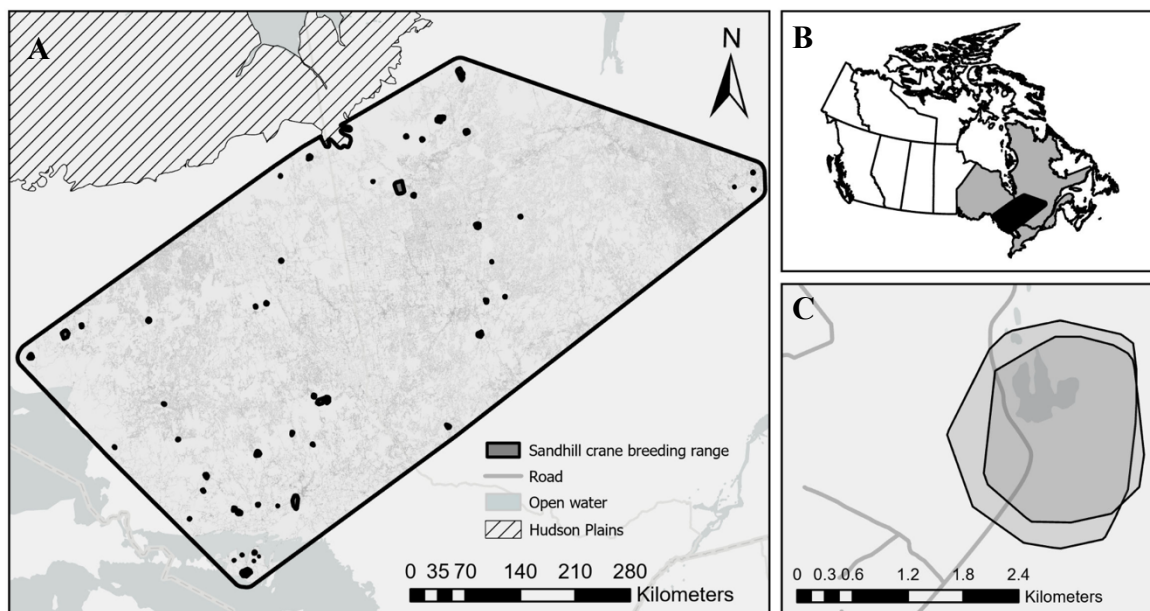 A
N
Sandhill crane breeding range
Road
Open water
Hudson Plains
0 35 70 140 210 280
Kilometers
B
C
0 0.3 0.6 1.2 1.8 2.4
Kilometers